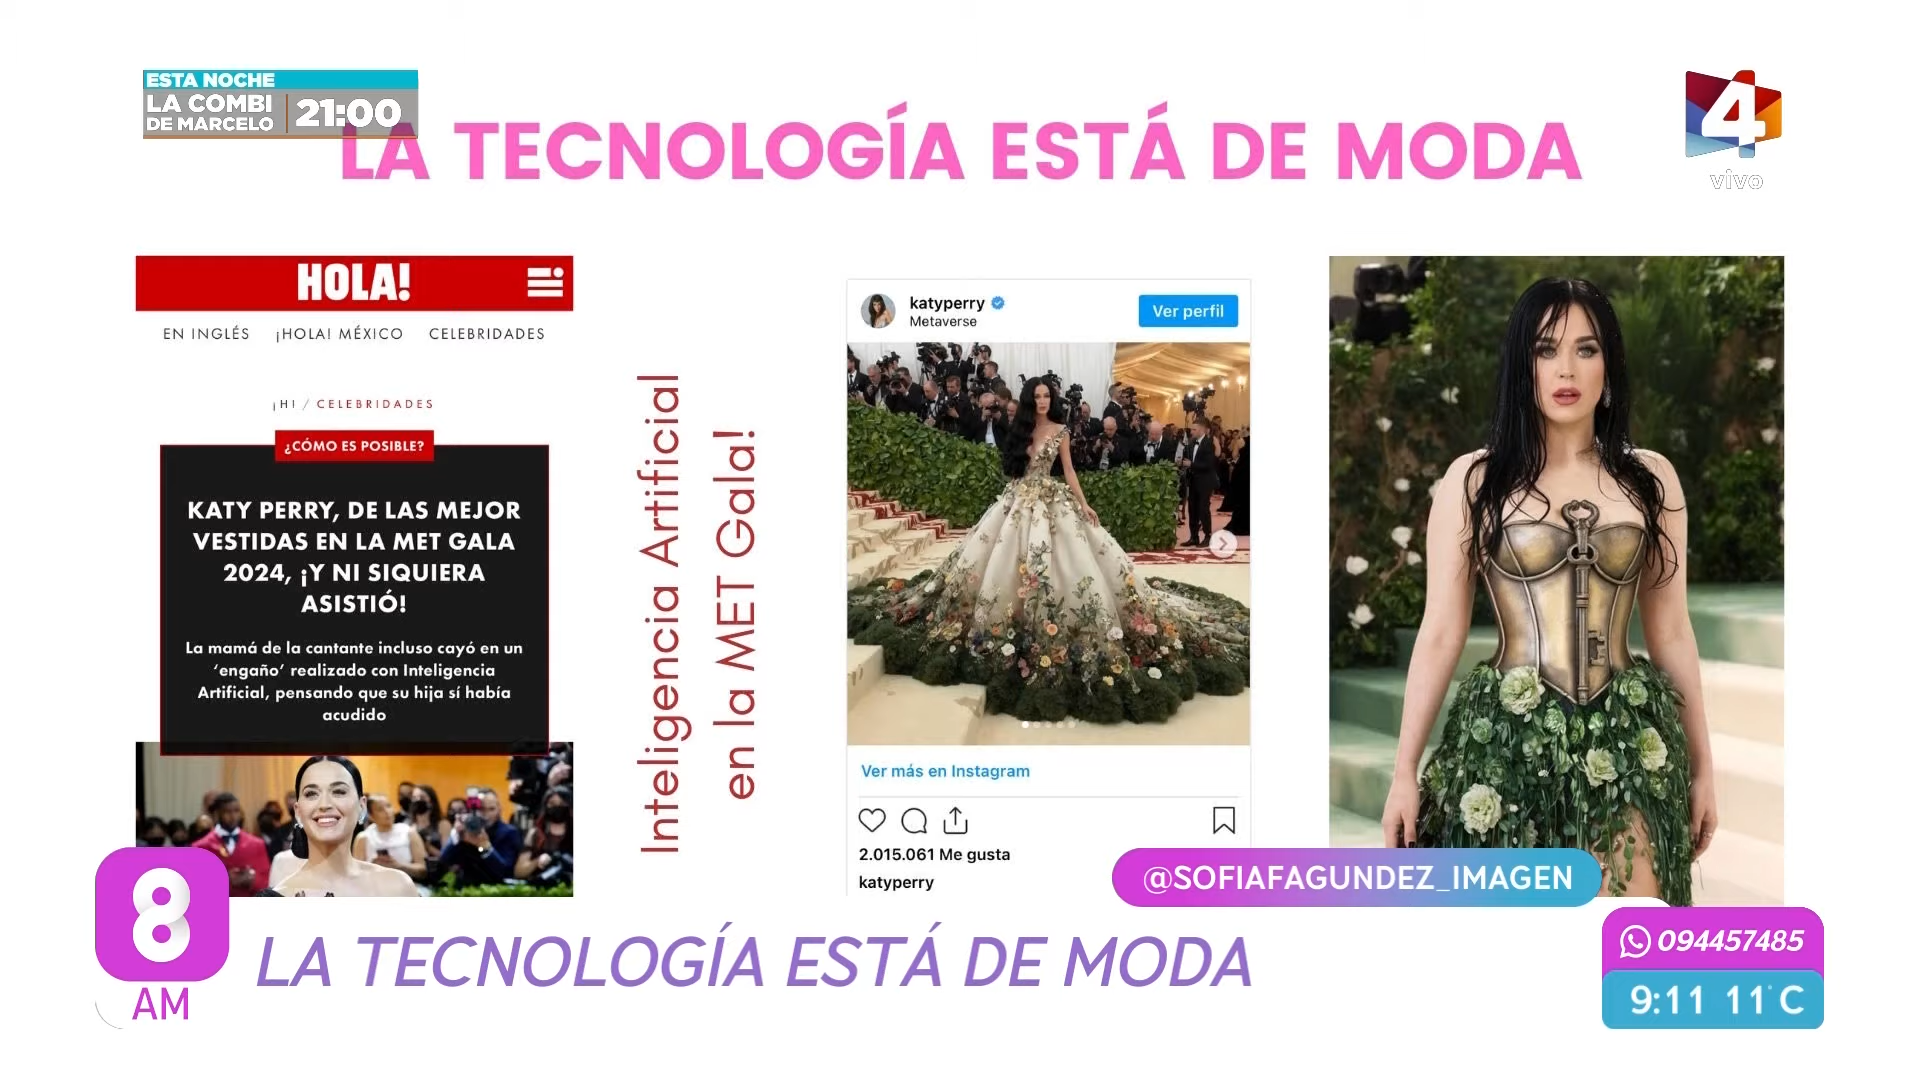 ESTA NOCHE
LA COMBI
DE MARCELO
21:00
4
vivo
LA TECNOLOGÍA ESTÁ DE MODA
HOLA!
EN INGLÉS ¡HOLA! MÉXICO CELEBRIDADES
¡H! / CELEBRIDADES
¿CÓMO ES POSIBLE?
KATY PERRY, DE LAS MEJOR
VESTIDAS EN LA MET GALA
2024, ¡Y NI SIQUIERA
ASISTIÓ!
La mamá de la cantante incluso cayó en un
‘engaño’ realizado con Inteligencia
Artificial, pensando que su hija sí había
acudido
Inteligencia Artificial
en la MET Gala!
katyperry
Metaverse
Ver perfil
Ver más en Instagram
2.015.061 Me gusta
katyperry
@SOFIAFAGUNDEZ_IMAGEN
8
AM
LA TECNOLOGÍA ESTÁ DE MODA
094457485
9:11 11°C